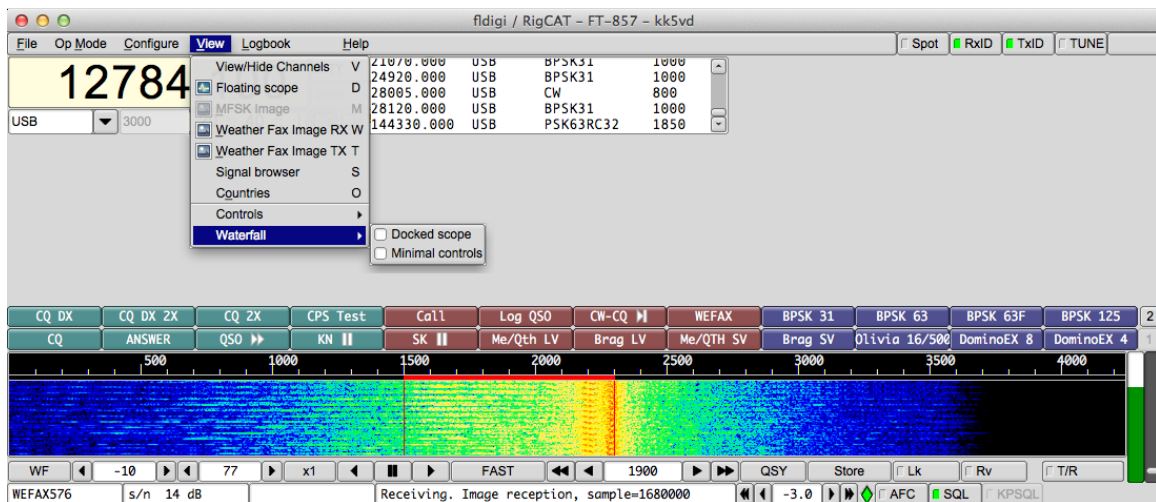 fldigi / RigCAT - FT-857 - kk5vd
File Op Mode Configure View Logbook Help Spot RxID TxID TUNE
12784
USB 3000
View/Hide Channels V
Floating scope D
MFSK Image M
Weather Fax Image RX W
Weather Fax Image TX T
Signal browser S
Countries O
Controls
Waterfall
Docked scope
Minimal controls
21070.000 USB BPSK31 1000
24920.000 USB BPSK31 1000
28005.000 USB CW 800
28120.000 USB BPSK31 1000
144330.000 USB PSK63RC32 1850
CQ DX CQ DX 2X CQ 2X CPS Test Call Log QSO CW-CQ WEFAX BPSK 31 BPSK 63 BPSK 63F BPSK 125 2
CQ ANSWER QSO KN SK Me/Qth LV Brag LV Me/QTH SV Brag SV Olivia 16/500 DominoEX 8 DominoEX 4 1
500 1000 1500 2000 2500 3000 3500 4000
WF -10 77 x1 FAST 1900 QSY Store Lk Rv T/R
WEFAX576 s/n 14 dB Receiving. Image reception, sample=1680000 -3.0 AFC SQL KPSQL